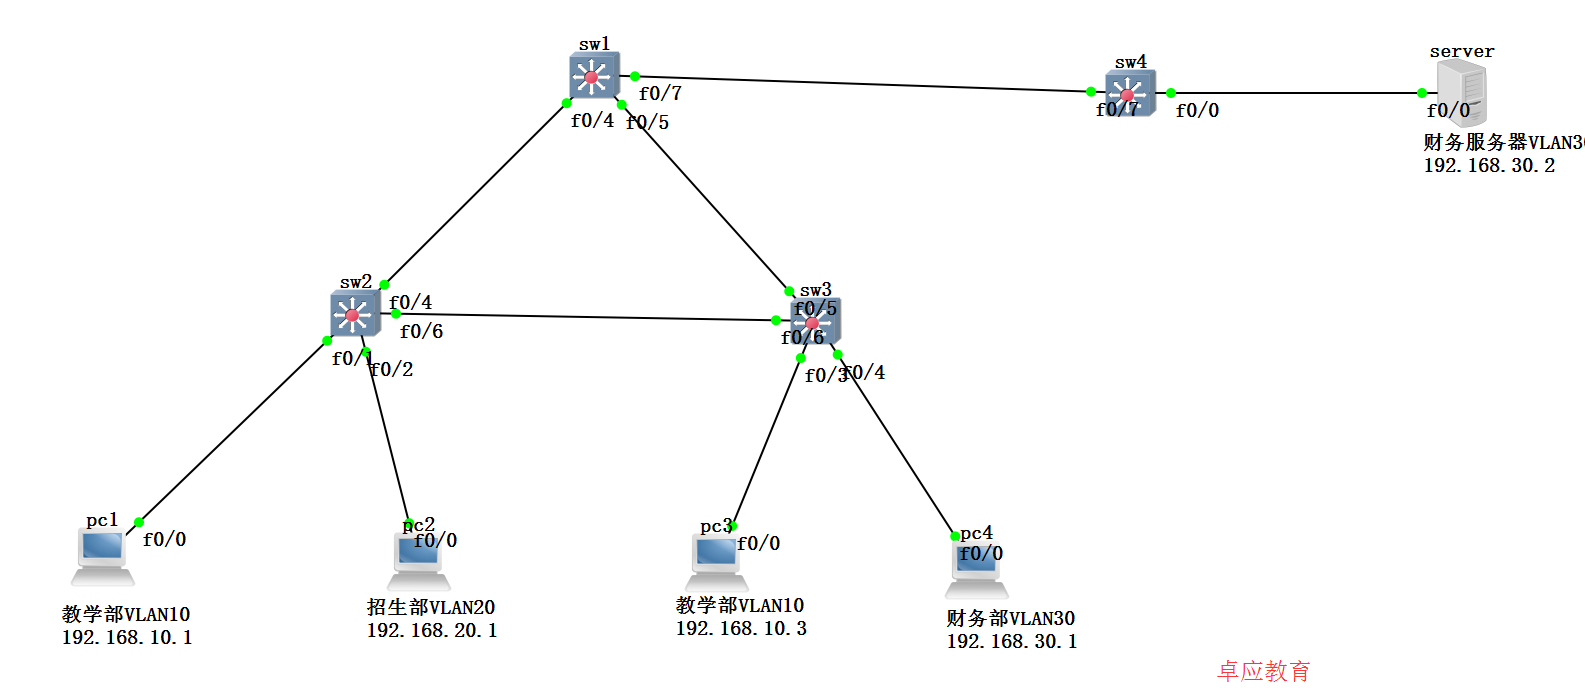 sw1
f0/7
f0/4
f0/5
sw4
f0/7
f0/0
server
f0/0
财务服务器VLAN30
192.168.30.2
sw2
f0/4
f0/6
f0/1
f0/2
sw3
f0/5
f0/6
f0/3
f0/4
pc1
f0/0
教学部VLAN10
192.168.10.1
pc2
f0/0
招生部VLAN20
192.168.20.1
pc3
f0/0
教学部VLAN10
192.168.10.3
pc4
f0/0
财务部VLAN30
192.168.30.1
卓应教育